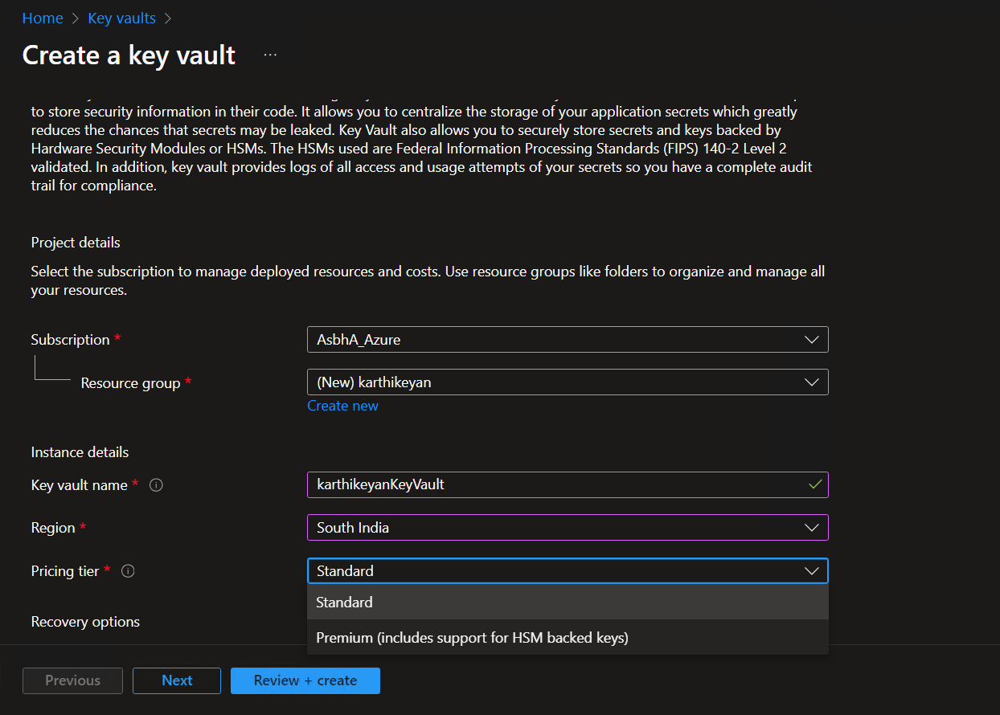 Home > Key vaults >
Create a key vault ...
to store security information in their code. It allows you to centralize the storage of your application secrets which greatly
reduces the chances that secrets may be leaked. Key Vault also allows you to securely store secrets and keys backed by
Hardware Security Modules or HSMs. The HSMs used are Federal Information Processing Standards (FIPS) 140-2 Level 2
validated. In addition, key vault provides logs of all access and usage attempts of your secrets so you have a complete audit
trail for compliance.
Project details
Select the subscription to manage deployed resources and costs. Use resource groups like folders to organize and manage all
your resources.
Subscription * AsbhA_Azure
Resource group * (New) karthikeyan
Create new
Instance details
Key vault name * karthikeyanKeyVault
Region * South India
Pricing tier * Standard
Standard
Recovery options
Premium (includes support for HSM backed keys)
Previous Next Review + create